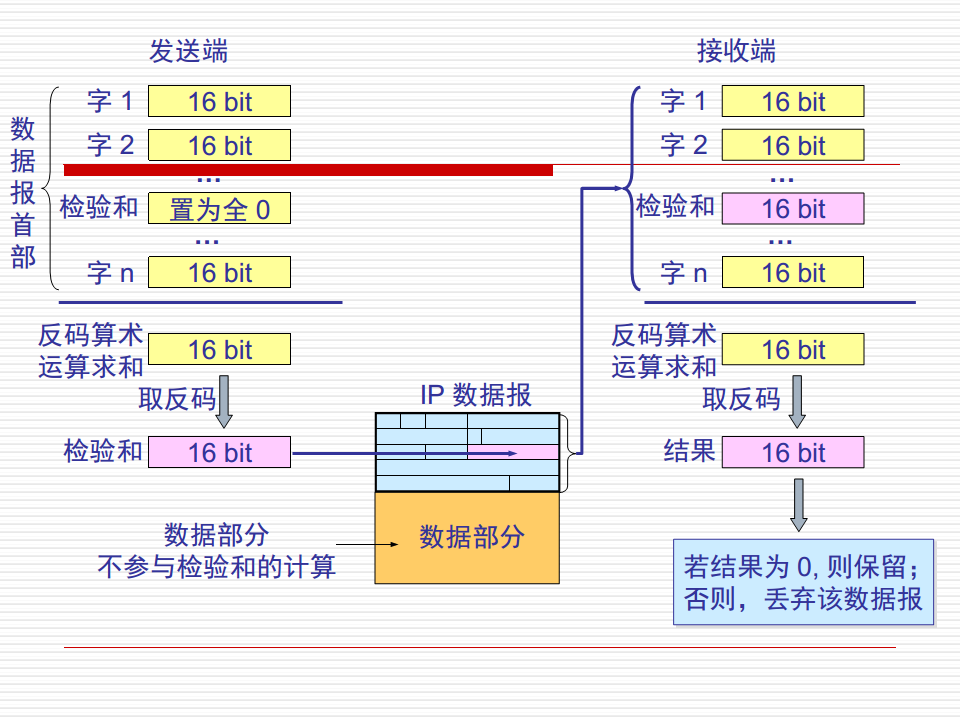 发送端
数据报首部
字 1
16 bit
字 2
16 bit
...
检验和
置为全 0
...
字 n
16 bit
反码算术
运算求和
16 bit
取反码
检验和
16 bit
数据部分
不参与检验和的计算
IP 数据报
数据部分
接收端
字 1
16 bit
字 2
16 bit
...
检验和
16 bit
...
字 n
16 bit
反码算术
运算求和
16 bit
取反码
结果
16 bit
若结果为 0, 则保留；
否则，丢弃该数据报